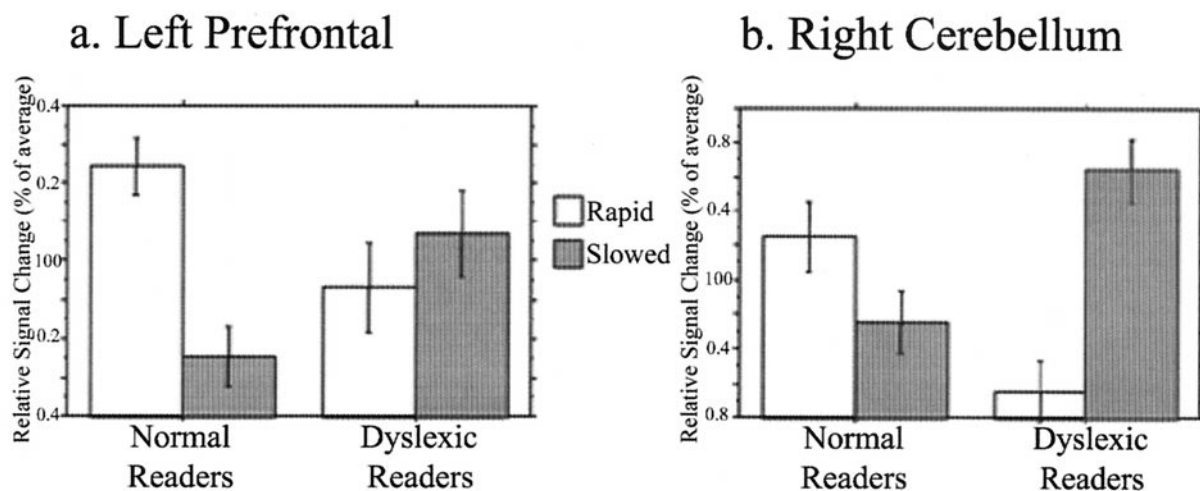 a. Left Prefrontal
Relative Signal Change (% of average)
0.4
0.2
100
0.2
0.4
Normal
Readers
Dyslexic
Readers
Rapid
Slowed
b. Right Cerebellum
Relative Signal Change (% of average)
0.8
0.4
100
0.4
0.8
Normal
Readers
Dyslexic
Readers